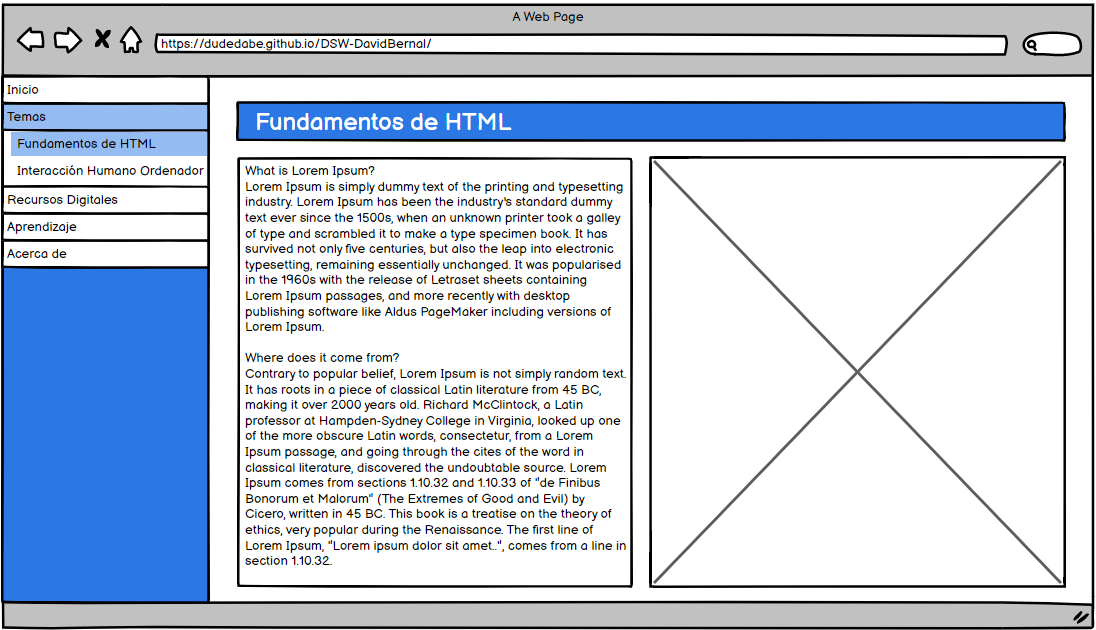 A Web Page
https://dudedabe.github.io/DSW-DavidBernal/
Inicio
Temas
Fundamentos de HTML
Interacción Humano Ordenador
Recursos Digitales
Aprendizaje
Acerca de
Fundamentos de HTML
What is Lorem Ipsum?
Lorem Ipsum is simply dummy text of the printing and typesetting
industry. Lorem Ipsum has been the industry's standard dummy
text ever since the 1500s, when an unknown printer took a galley
of type and scrambled it to make a type specimen book. It has
survived not only five centuries, but also the leap into electronic
typesetting, remaining essentially unchanged. It was popularised
in the 1960s with the release of Letraset sheets containing
Lorem Ipsum passages, and more recently with desktop
publishing software like Aldus PageMaker including versions of
Lorem Ipsum.
Where does it come from?
Contrary to popular belief, Lorem Ipsum is not simply random text.
It has roots in a piece of classical Latin literature from 45 BC,
making it over 2000 years old. Richard McClintock, a Latin
professor at Hampden-Sydney College in Virginia, looked up one
of the more obscure Latin words, consectetur, from a Lorem
Ipsum passage, and going through the cites of the word in
classical literature, discovered the undoubtable source. Lorem
Ipsum comes from sections 1.10.32 and 1.10.33 of "de Finibus
Bonorum et Malorum" (The Extremes of Good and Evil) by
Cicero, written in 45 BC. This book is a treatise on the theory of
ethics, very popular during the Renaissance. The first line of
Lorem Ipsum, "Lorem ipsum dolor sit amet..", comes from a line in
section 1.10.32.